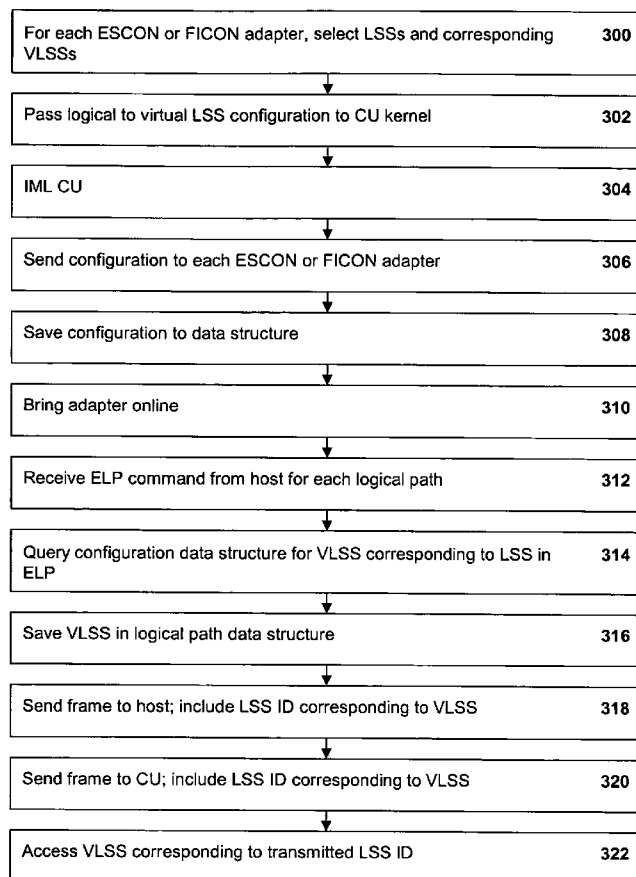 For each ESCON or FICON adapter, select LSSs and corresponding 300
VLSSs
Pass logical to virtual LSS configuration to CU kernel 302
IML CU 304
Send configuration to each ESCON or FICON adapter 306
Save configuration to data structure 308
Bring adapter online 310
Receive ELP command from host for each logical path 312
Query configuration data structure for VLSS corresponding to LSS in 314
ELP
Save VLSS in logical path data structure 316
Send frame to host; include LSS ID corresponding to VLSS 318
Send frame to CU; include LSS ID corresponding to VLSS 320
Access VLSS corresponding to transmitted LSS ID 322